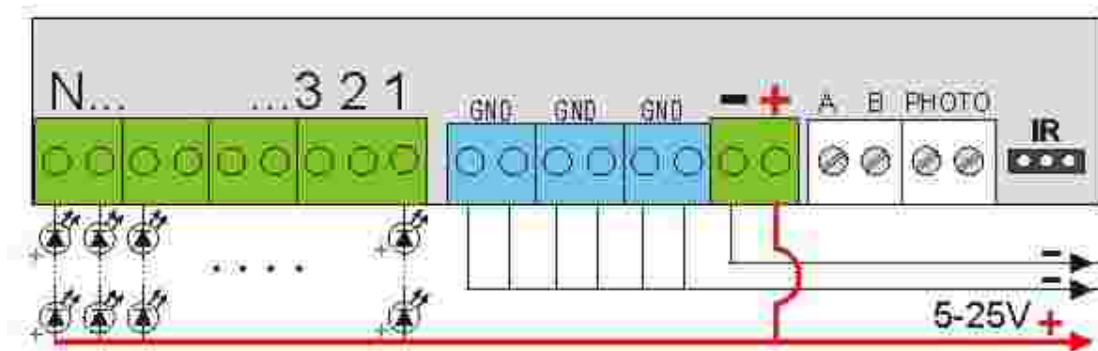 N... ...3 2 1
GND GND GND - + A B PHOTO IR
-
-
5-25V +